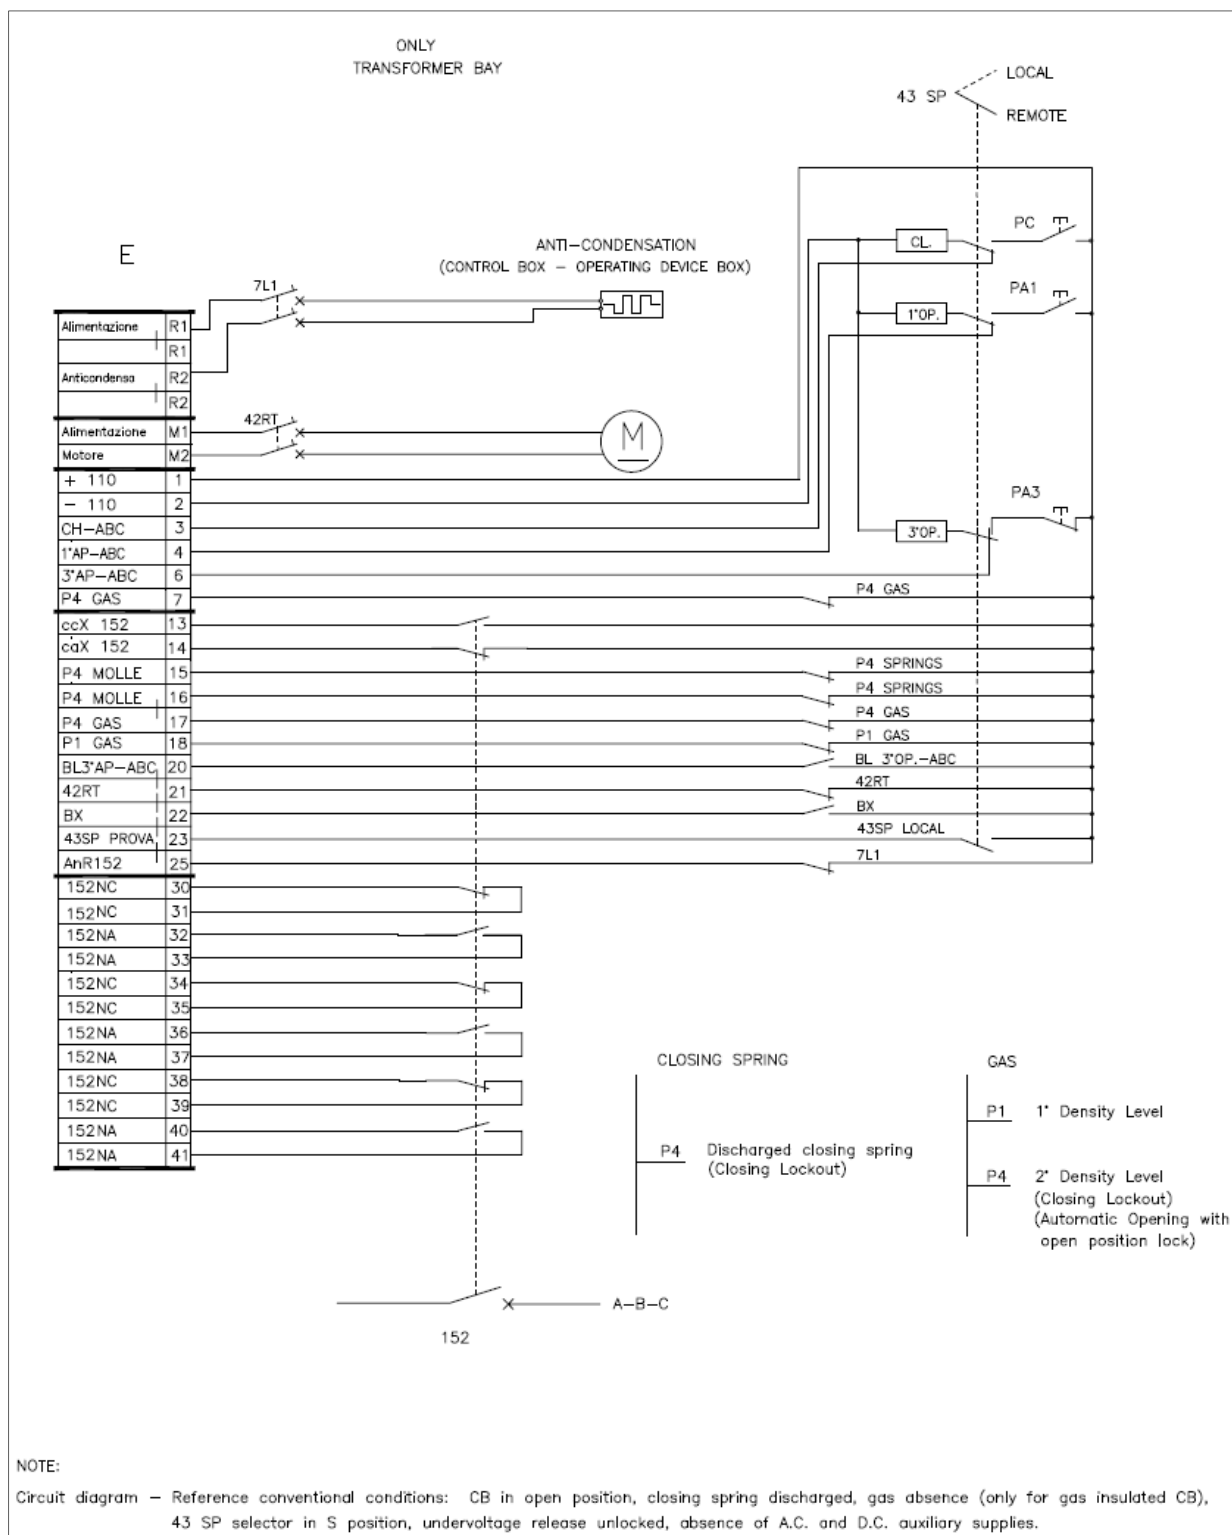 ONLY
TRANSFORMER BAY
LOCAL
43 SP
REMOTE
PC
CL.
E
ANTI-CONDENSATION
(CONTROL BOX - OPERATING DEVICE BOX)
7L1
PA1
1°OP.
Alimentazione R1
R1
Anticondensa R2
R2
42RT
Alimentazione M1
Motore M2
M
+ 110 1
- 110 2
PA3
CH-ABC 3
3°OP.
1°AP-ABC 4
3°AP-ABC 6
P4 GAS 7
P4 GAS
ccX 152 13
caX 152 14
P4 MOLLE 15
P4 SPRINGS
P4 MOLLE 16
P4 SPRINGS
P4 GAS 17
P4 GAS
P1 GAS 18
P1 GAS
BL3°AP-ABC 20
BL 3°OP.-ABC
42RT 21
42RT
BX 22
BX
43SP PROVA 23
43SP LOCAL
AnR152 25
7L1
152NC 30
152NC 31
152NA 32
152NA 33
152NC 34
152NC 35
152NA 36
152NA 37
152NC 38
152NC 39
152NA 40
152NA 41
CLOSING SPRING
P4 Discharged closing spring
(Closing Lockout)
GAS
P1 1° Density Level
P4 2° Density Level
(Closing Lockout)
(Automatic Opening with
open position lock)
A-B-C
152
NOTE:
Circuit diagram - Reference conventional conditions: CB in open position, closing spring discharged, gas absence (only for gas insulated CB),
43 SP selector in S position, undervoltage release unlocked, absence of A.C. and D.C. auxiliary supplies.